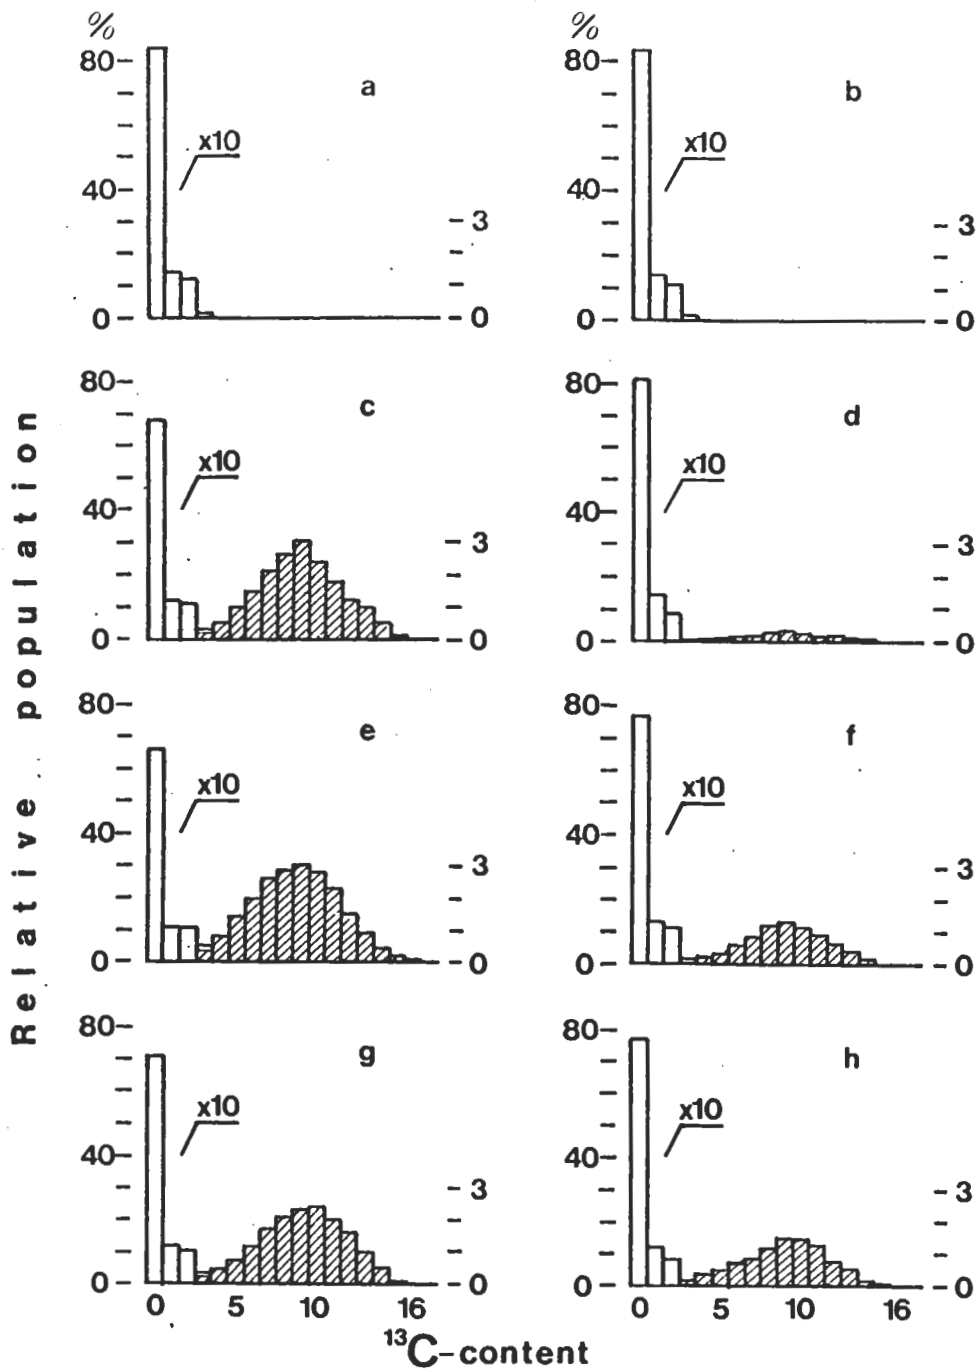 % %
80 a 80 b
x10 x10
40 40
3 3
0 0 0 0
80 c 80 d
x10 x10
40 40
3 3
0 0 0 0
80 e 80 f
x10 x10
40 40
3 3
0 0 0 0
80 g 80 h
x10 x10
40 40
3 3
0 0 0 0
0 5 10 16 0 5 10 16
Relative population
¹³C-content